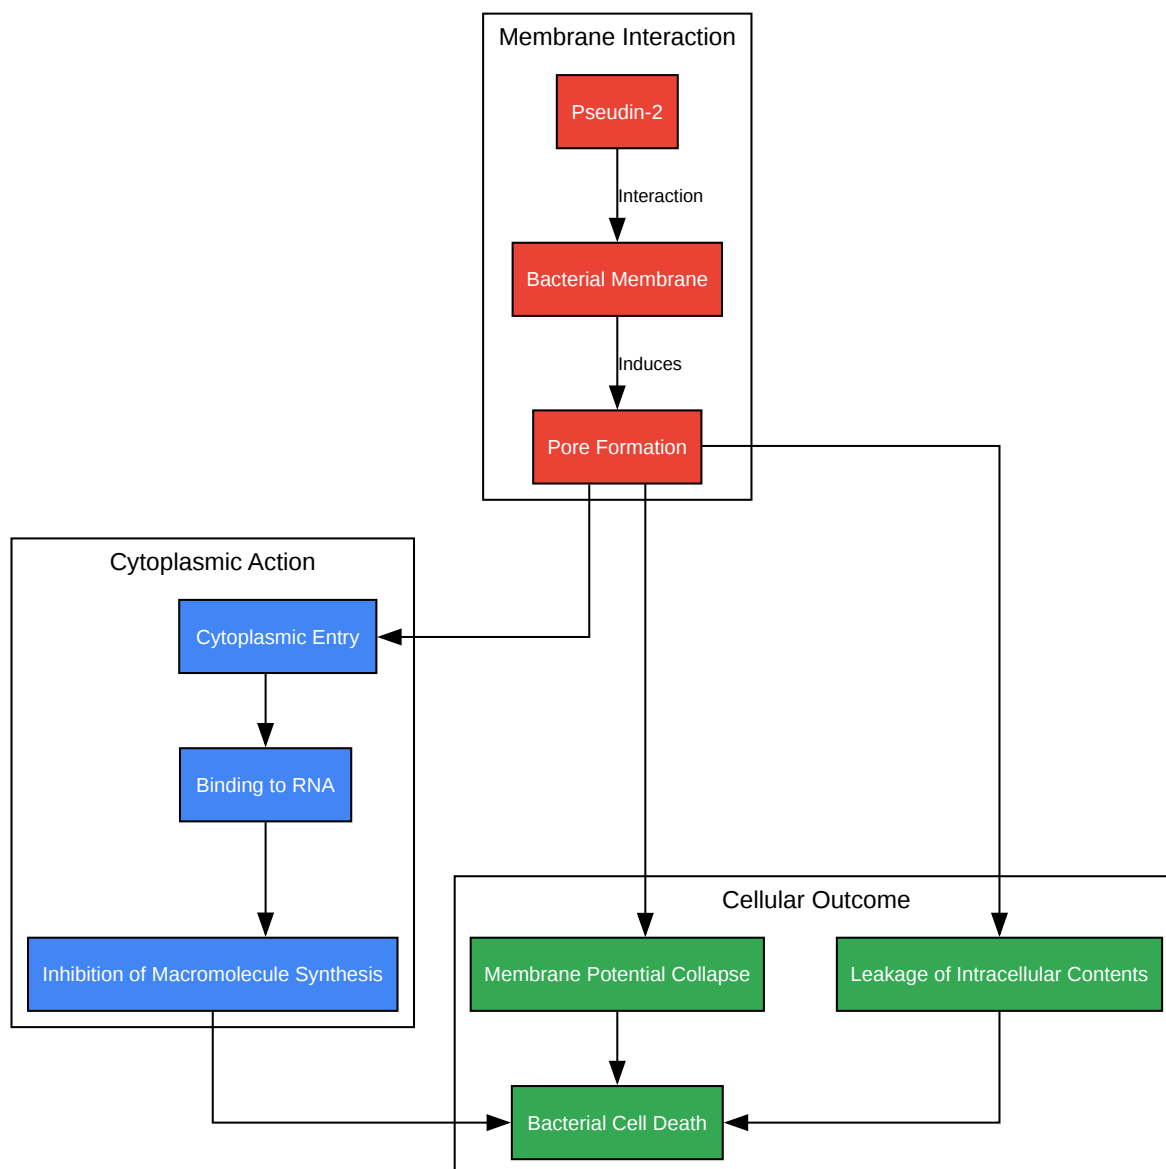 Membrane Interaction
Pseudin-2
Interaction
Bacterial Membrane
Induces
Pore Formation
Cytoplasmic Action
Cytoplasmic Entry
Binding to RNA
Inhibition of Macromolecule Synthesis
Cellular Outcome
Membrane Potential Collapse
Leakage of Intracellular Contents
Bacterial Cell Death